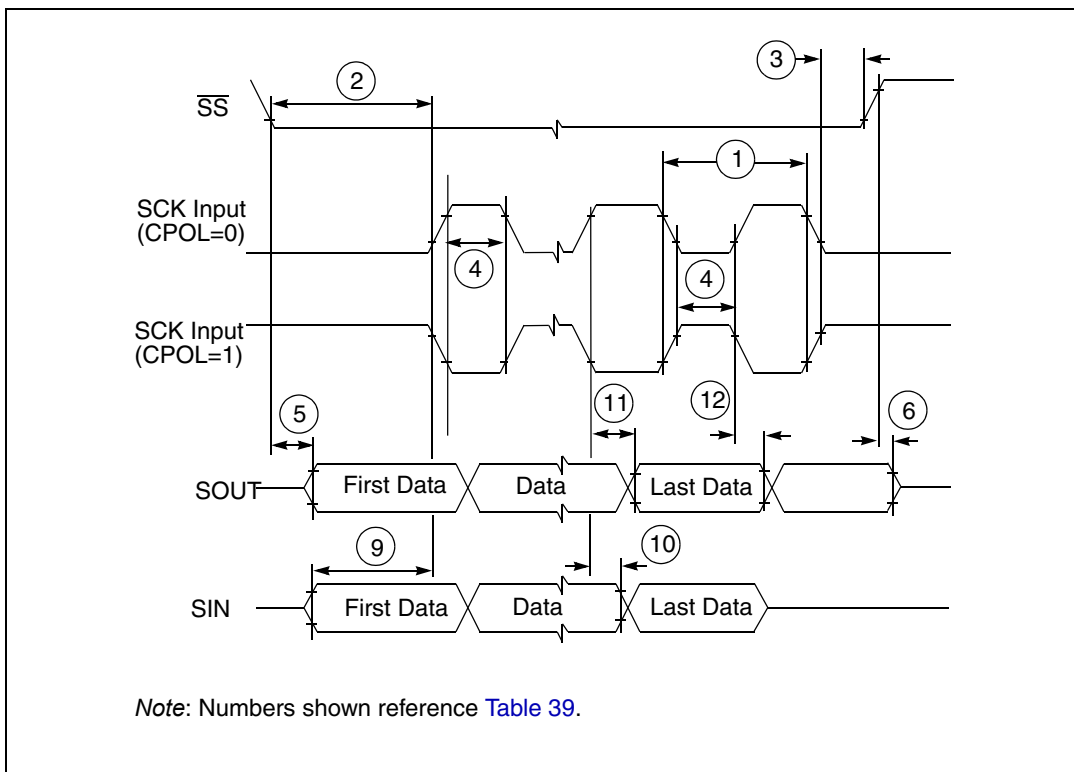 3
2
SS
1
SCK Input
(CPOL=0)
4
4
SCK Input
(CPOL=1)
5
11
12
6
SOUT
First Data
Data
Last Data
9
10
SIN
First Data
Data
Last Data
Note: Numbers shown reference Table 39.